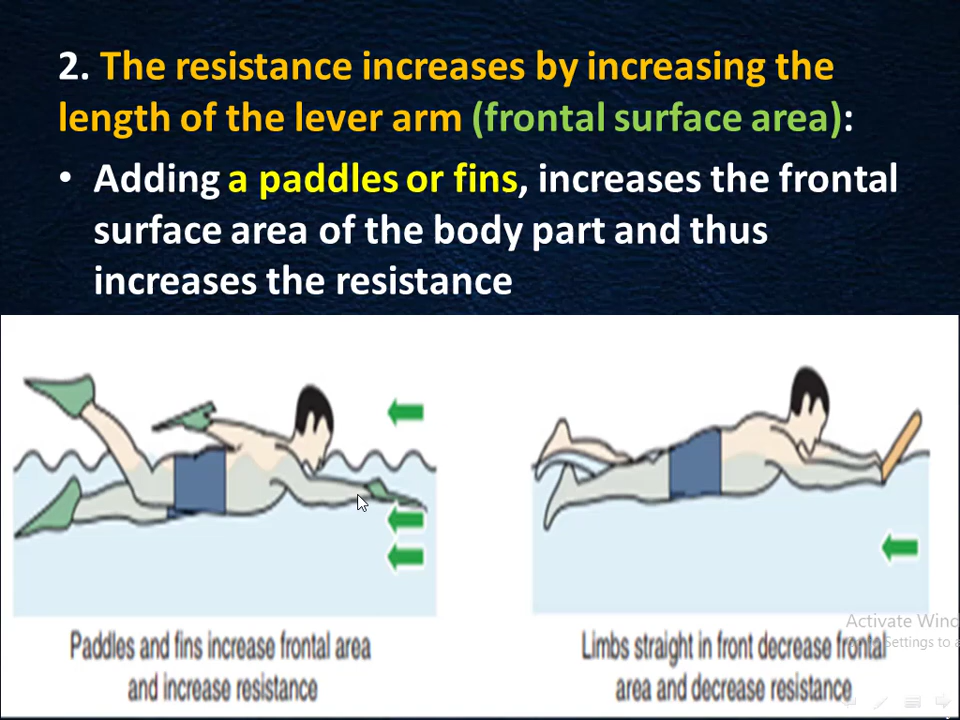 2. The resistance increases by increasing the
length of the lever arm (frontal surface area):
• Adding a paddles or fins, increases the frontal
surface area of the body part and thus
increases the resistance
Paddles and fins increase frontal area
and increase resistance
Limbs straight in front decrease frontal
area and decrease resistance
Activate Wind
Settings to a